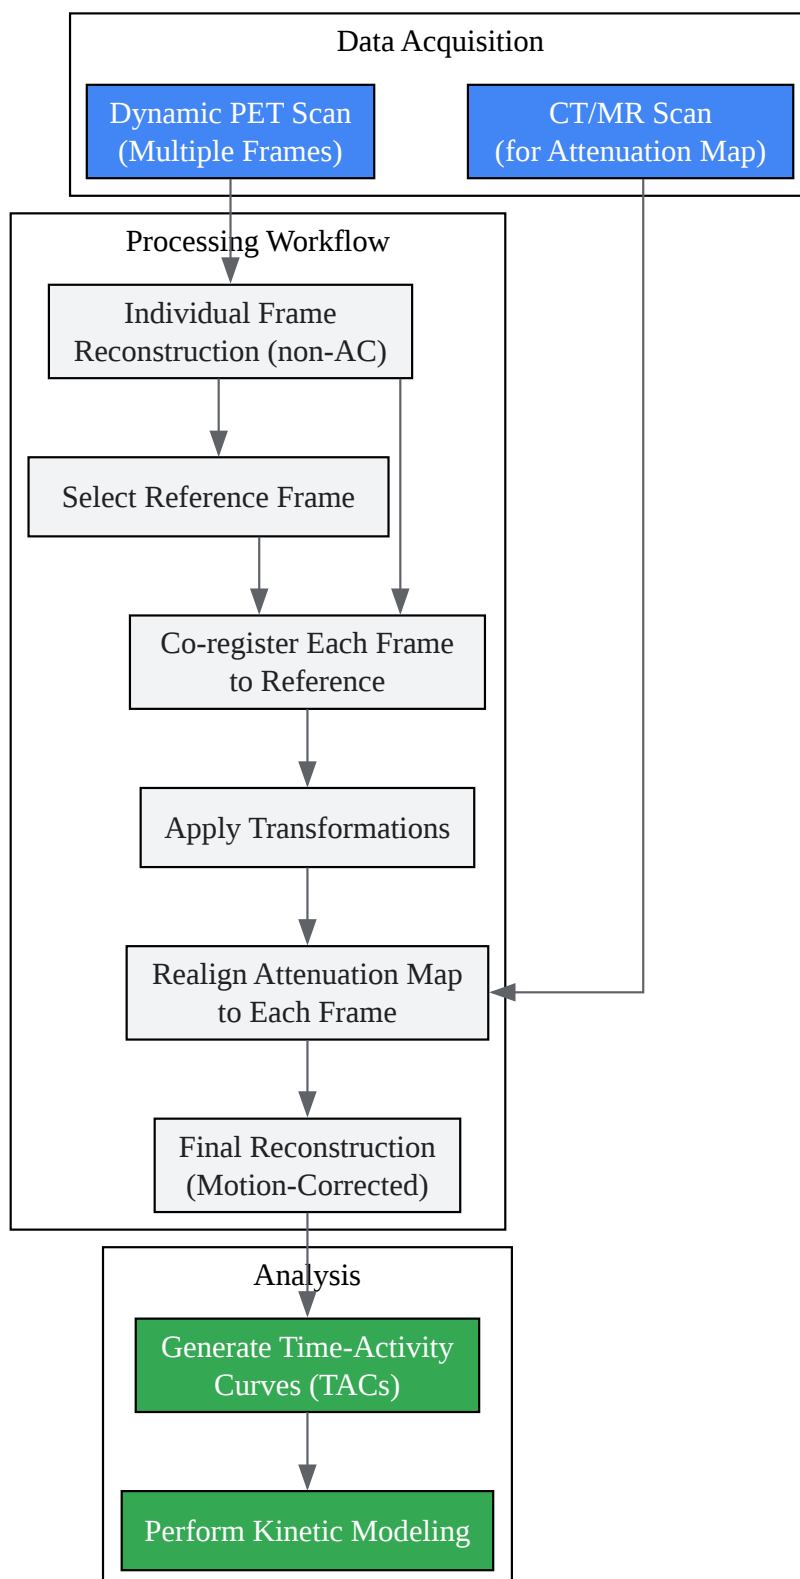 Data Acquisition
Dynamic PET Scan
(Multiple Frames)
CT/MR Scan
(for Attenuation Map)
Processing Workflow
Individual Frame
Reconstruction (non-AC)
Select Reference Frame
Co-register Each Frame
to Reference
Apply Transformations
Realign Attenuation Map
to Each Frame
Final Reconstruction
(Motion-Corrected)
Analysis
Generate Time-Activity
Curves (TACs)
Perform Kinetic Modeling